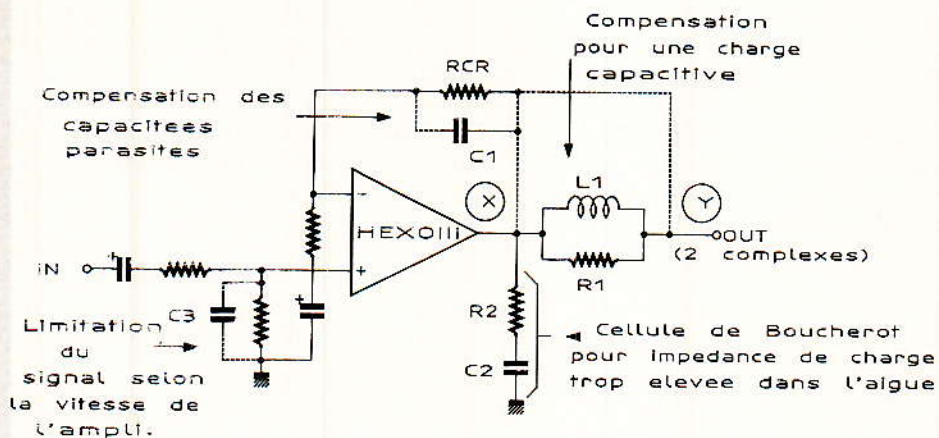 Compensation
pour une charge
capacitive
RCR
Compensation des
capacitees
parasites
C1
L1
X
Y
-
HEXO111i
+
iN
+
OUT
(2 complexes)
R1
C3
+
R2
C2
Limitation
du
signal selon
la vitesse de
l'ampli.
Cellule de Boucherot
pour impedance de charge
trop elevee dans l'aigue